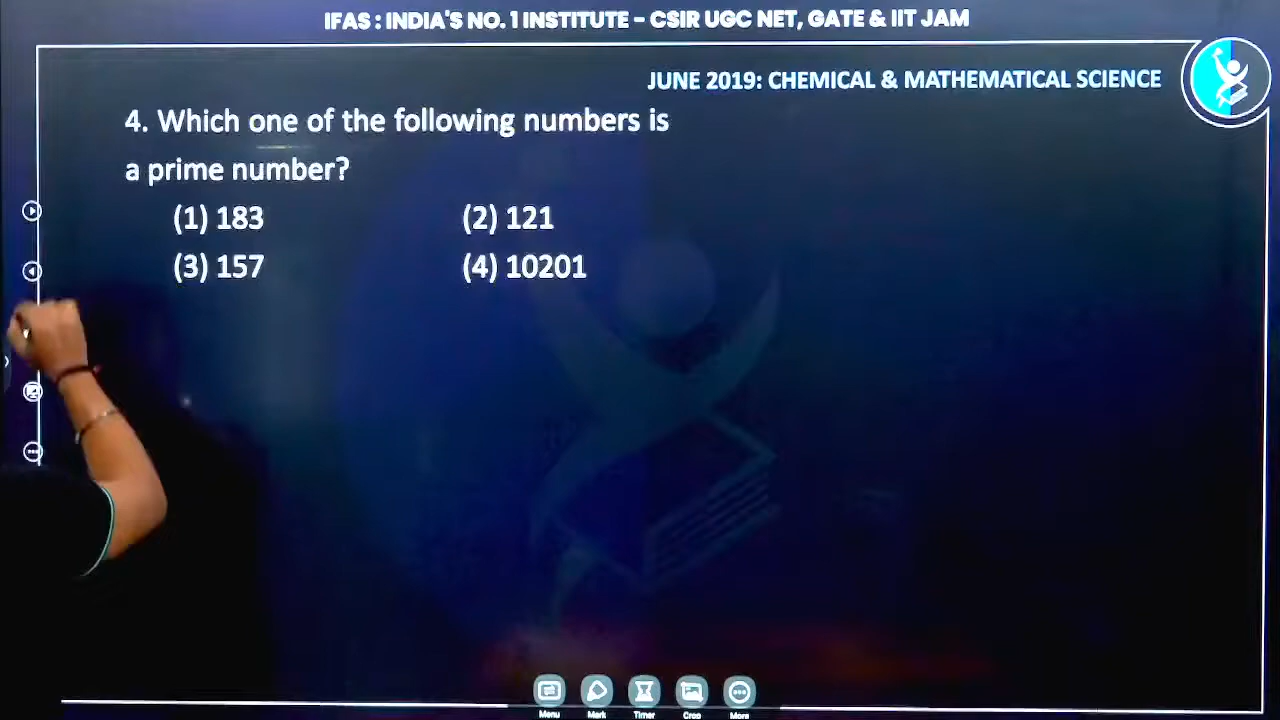 IFAS : INDIA'S NO. 1 INSTITUTE - CSIR UGC NET, GATE & IIT JAM
JUNE 2019: CHEMICAL & MATHEMATICAL SCIENCE
4. Which one of the following numbers is
a prime number?
(1) 183 (2) 121
(3) 157 (4) 10201
Menu Mark Timer Crop More